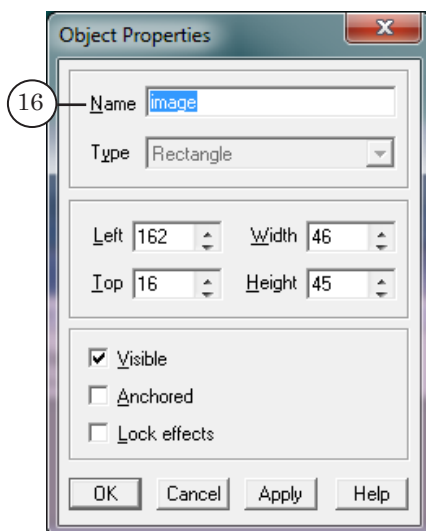 Object Properties
16
Name image
Type Rectangle
Left 162 Width 46
Top 16 Height 45
Visible
Anchored
Lock effects
OK Cancel Apply Help